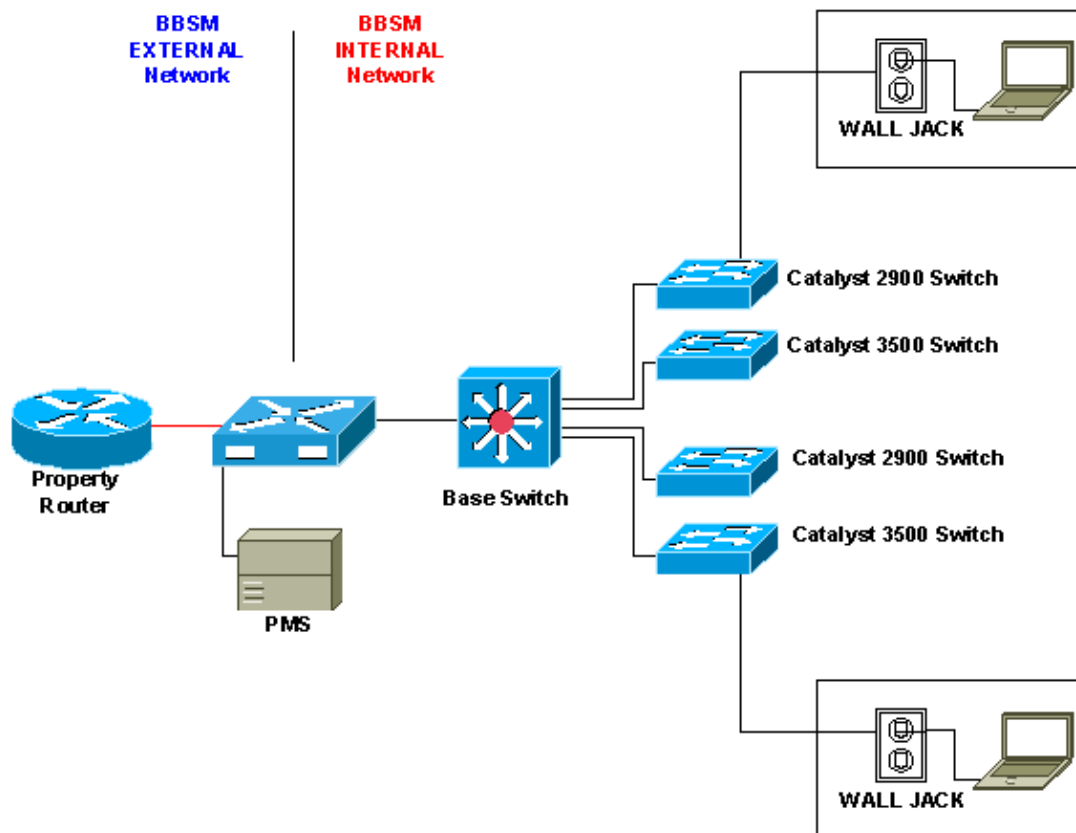 BBSM
EXTERNAL
Network
BBSM
INTERNAL
Network
WALL JACK
Catalyst 2900 Switch
Catalyst 3500 Switch
Property
Router
Base Switch
Catalyst 2900 Switch
Catalyst 3500 Switch
PMS
WALL JACK